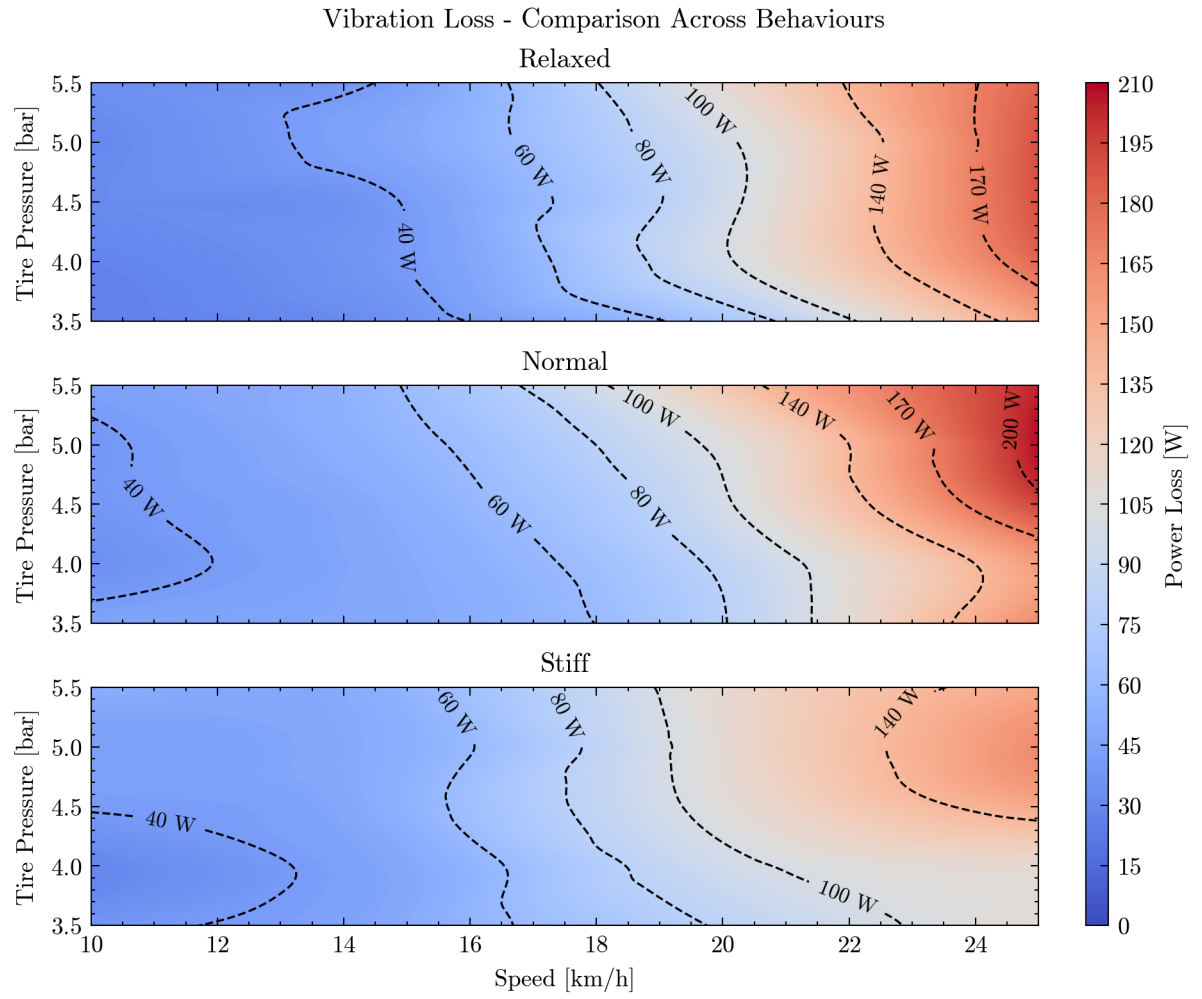 Vibration Loss - Comparison Across Behaviours
Relaxed
Tire Pressure [bar]
5.5
5.0
4.5
4.0
3.5
40 W
60 W
80 W
100 W
140 W
170 W
Normal
Tire Pressure [bar]
5.5
5.0
4.5
4.0
3.5
40 W
60 W
80 W
100 W
140 W
170 W
200 W
Stiff
Tire Pressure [bar]
5.5
5.0
4.5
4.0
3.5
40 W
60 W
80 W
100 W
140 W
10 12 14 16 18 20 22 24
Speed [km/h]
210
195
180
165
150
135
120
105
90
75
60
45
30
15
0
Power Loss [W]